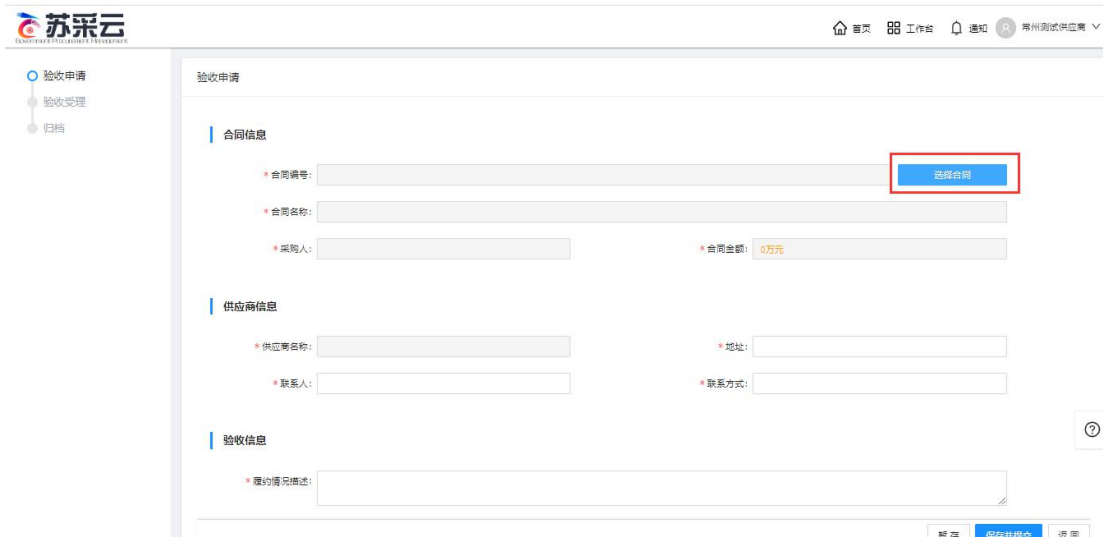 苏采云
Government Procurement Management
首页 工作台 通知 常州测试供应商
验收申请
验收受理
归档
验收申请
合同信息
* 合同编号: 选择合同
* 合同名称:
* 采购人: * 合同金额: 0万元
供应商信息
* 供应商名称: * 地址:
* 联系人: * 联系方式:
验收信息
* 履约情况描述:
暂存 保存并提交 返回